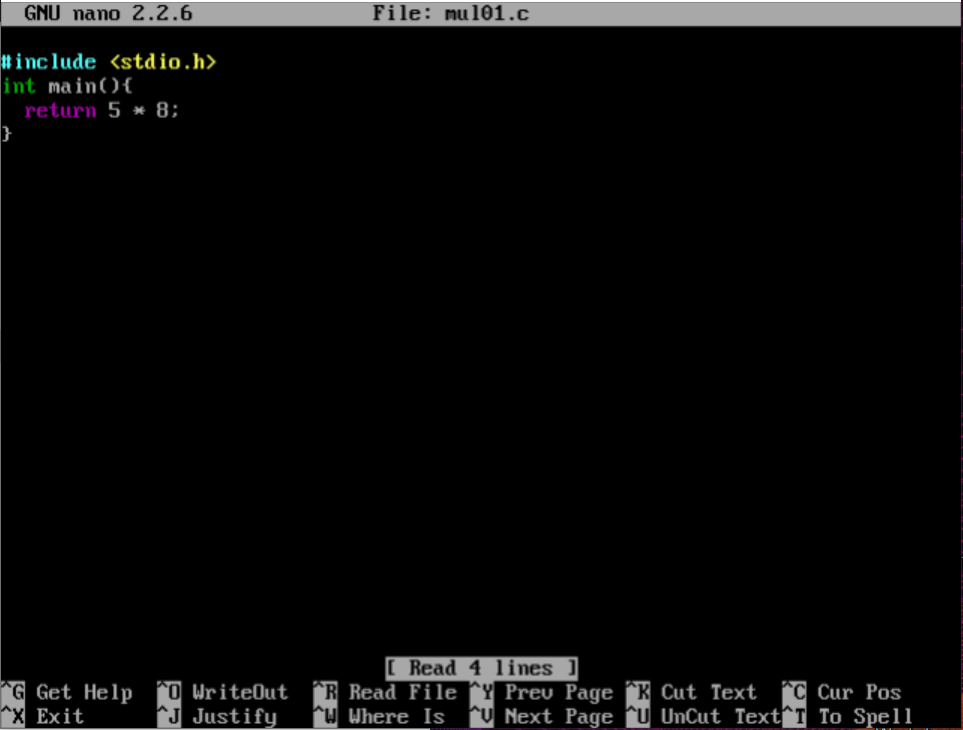 GNU nano 2.2.6 File: mul01.c
#include <stdio.h>
int main(){
  return 5 * 8;
}
[ Read 4 lines ]
^G Get Help ^O WriteOut ^R Read File ^Y Prev Page ^K Cut Text ^C Cur Pos
^X Exit ^J Justify ^W Where Is ^V Next Page ^U UnCut Text ^T To Spell